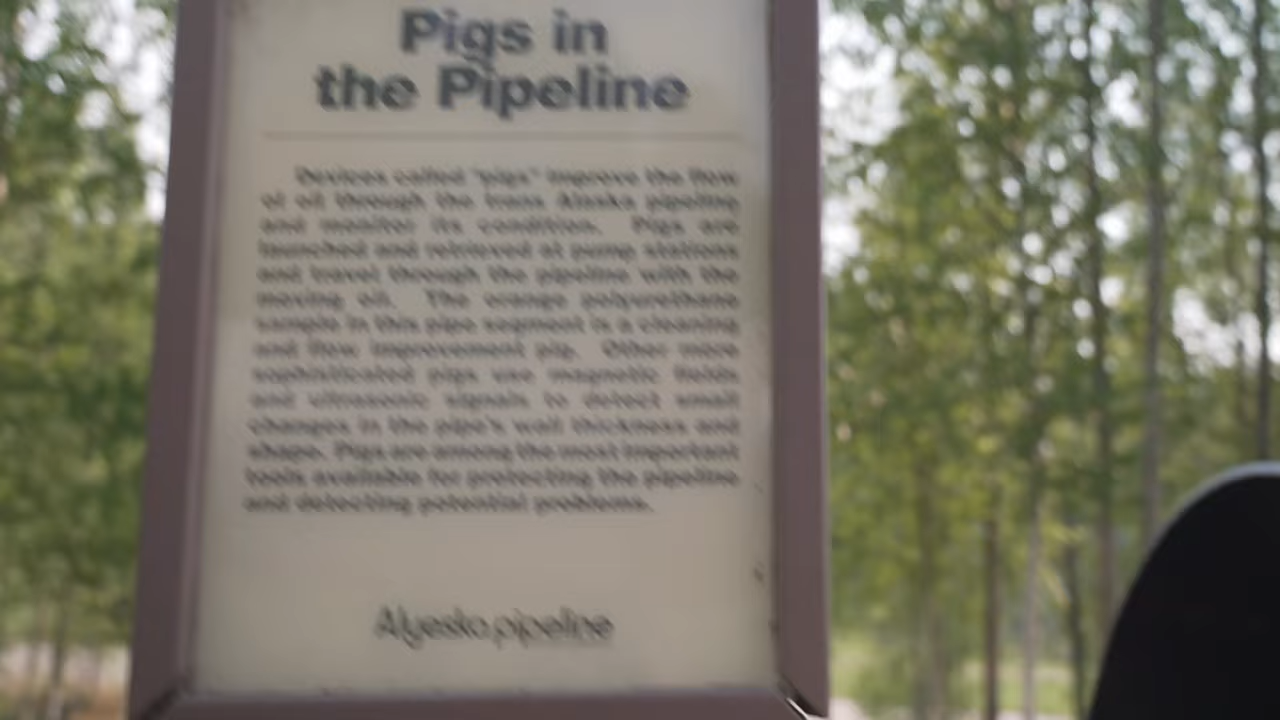 Pigs in
the Pipeline
Devices called "pigs" improve the flow
of oil through the trans Alaska pipeline
and monitor its condition. Pigs are
launched and retrieved at pump stations
and travel through the pipeline with the
moving oil. The orange polyurethane
sample in this pipe segment is a cleaning
and flow improvement pig. Other more
sophisticated pigs use magnetic fields
and ultrasonic signals to detect small
changes in the pipe's wall thickness and
shape. Pigs are among the most important
tools available for protecting the pipeline
and detecting potential problems.
Alyeska pipeline